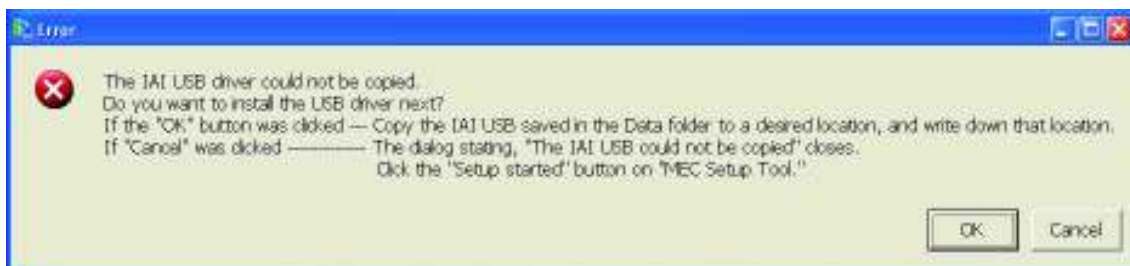 Error
The IAI USB driver could not be copied.
Do you want to install the USB driver next?
If the "OK" button was clicked --- Copy the IAI USB saved in the Data folder to a desired location, and write down that location.
If "Cancel" was clicked ------------ The dialog stating, "The IAI USB could not be copied" closes.
Click the "Setup started" button on "MEC Setup Tool."
OK Cancel